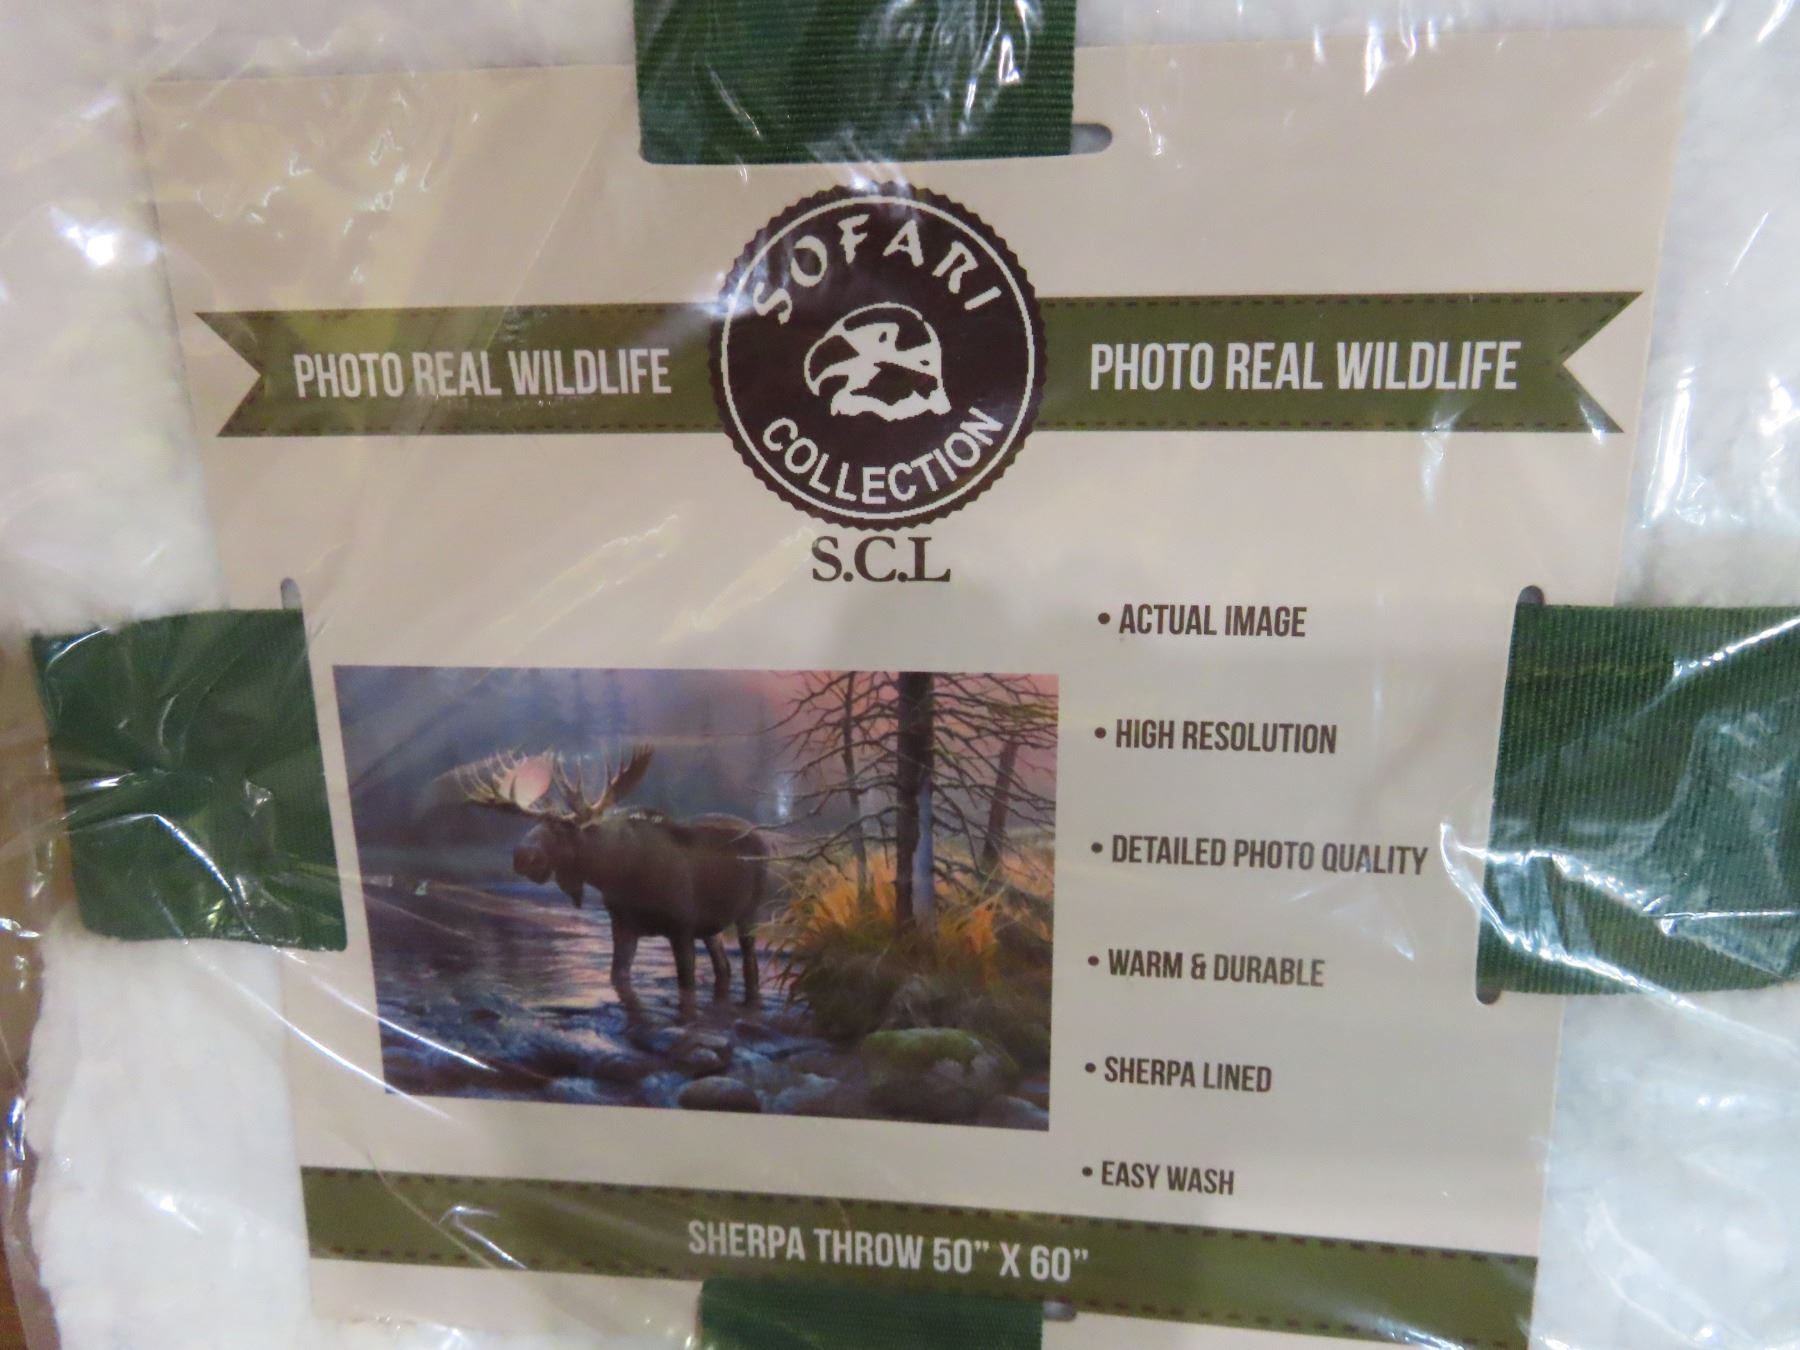 SOFARI
PHOTO REAL WILDLIFE
PHOTO REAL WILDLIFE
COLLECTION
S.C.L
• ACTUAL IMAGE
• HIGH RESOLUTION
• DETAILED PHOTO QUALITY
• WARM & DURABLE
• SHERPA LINED
• EASY WASH
SHERPA THROW 50" X 60"